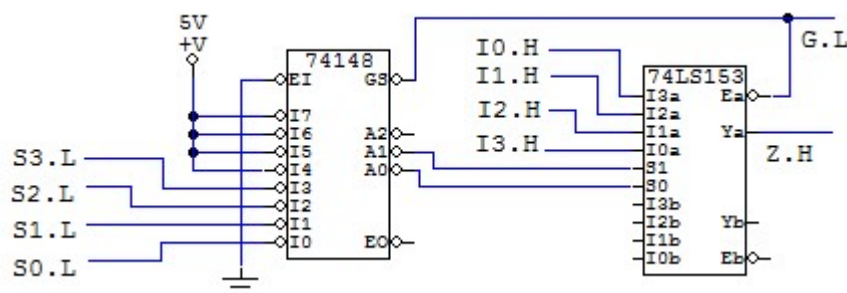 5V
+V
74148
EI
GS
I7
I6
I5
I4
I3
I2
I1
I0
A2
A1
A0
EO
S3.L
S2.L
S1.L
S0.L
I0.H
I1.H
I2.H
I3.H
74LS153
I3a
I2a
I1a
I0a
S1
S0
I3b
I2b
I1b
I0b
Ea
Ya
Yb
Eb
G.L
Z.H